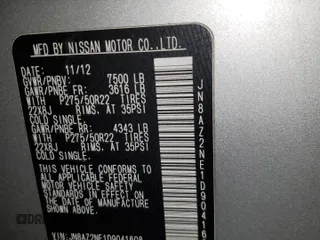 MFD BY NISSAN MOTOR CO.,LTD.
DATE: 11/12
GVWR/PNBV: 7500 LB
GAWR/PNBE FR: 3616 LB
WITH P275/50R22 TIRES
22X8J RIMS. AT 35PSI
COLD SINGLE.
GAWR/PNBE RR: 4343 LB
WITH P275/50R22 TIRES
22X8J RIMS. AT 35PSI
COLD SINGLE.
THIS VEHICLE CONFORMS TO
ALL APPLICABLE FEDERAL
MOTOR VEHICLE SAFETY
STANDARDS IN EFFECT ON
THE DATE OF MANUFACTURE
SHOWN ABOVE.
VIN:JN8AZ2NE1D9041608
JN8AZ2NE1D90416